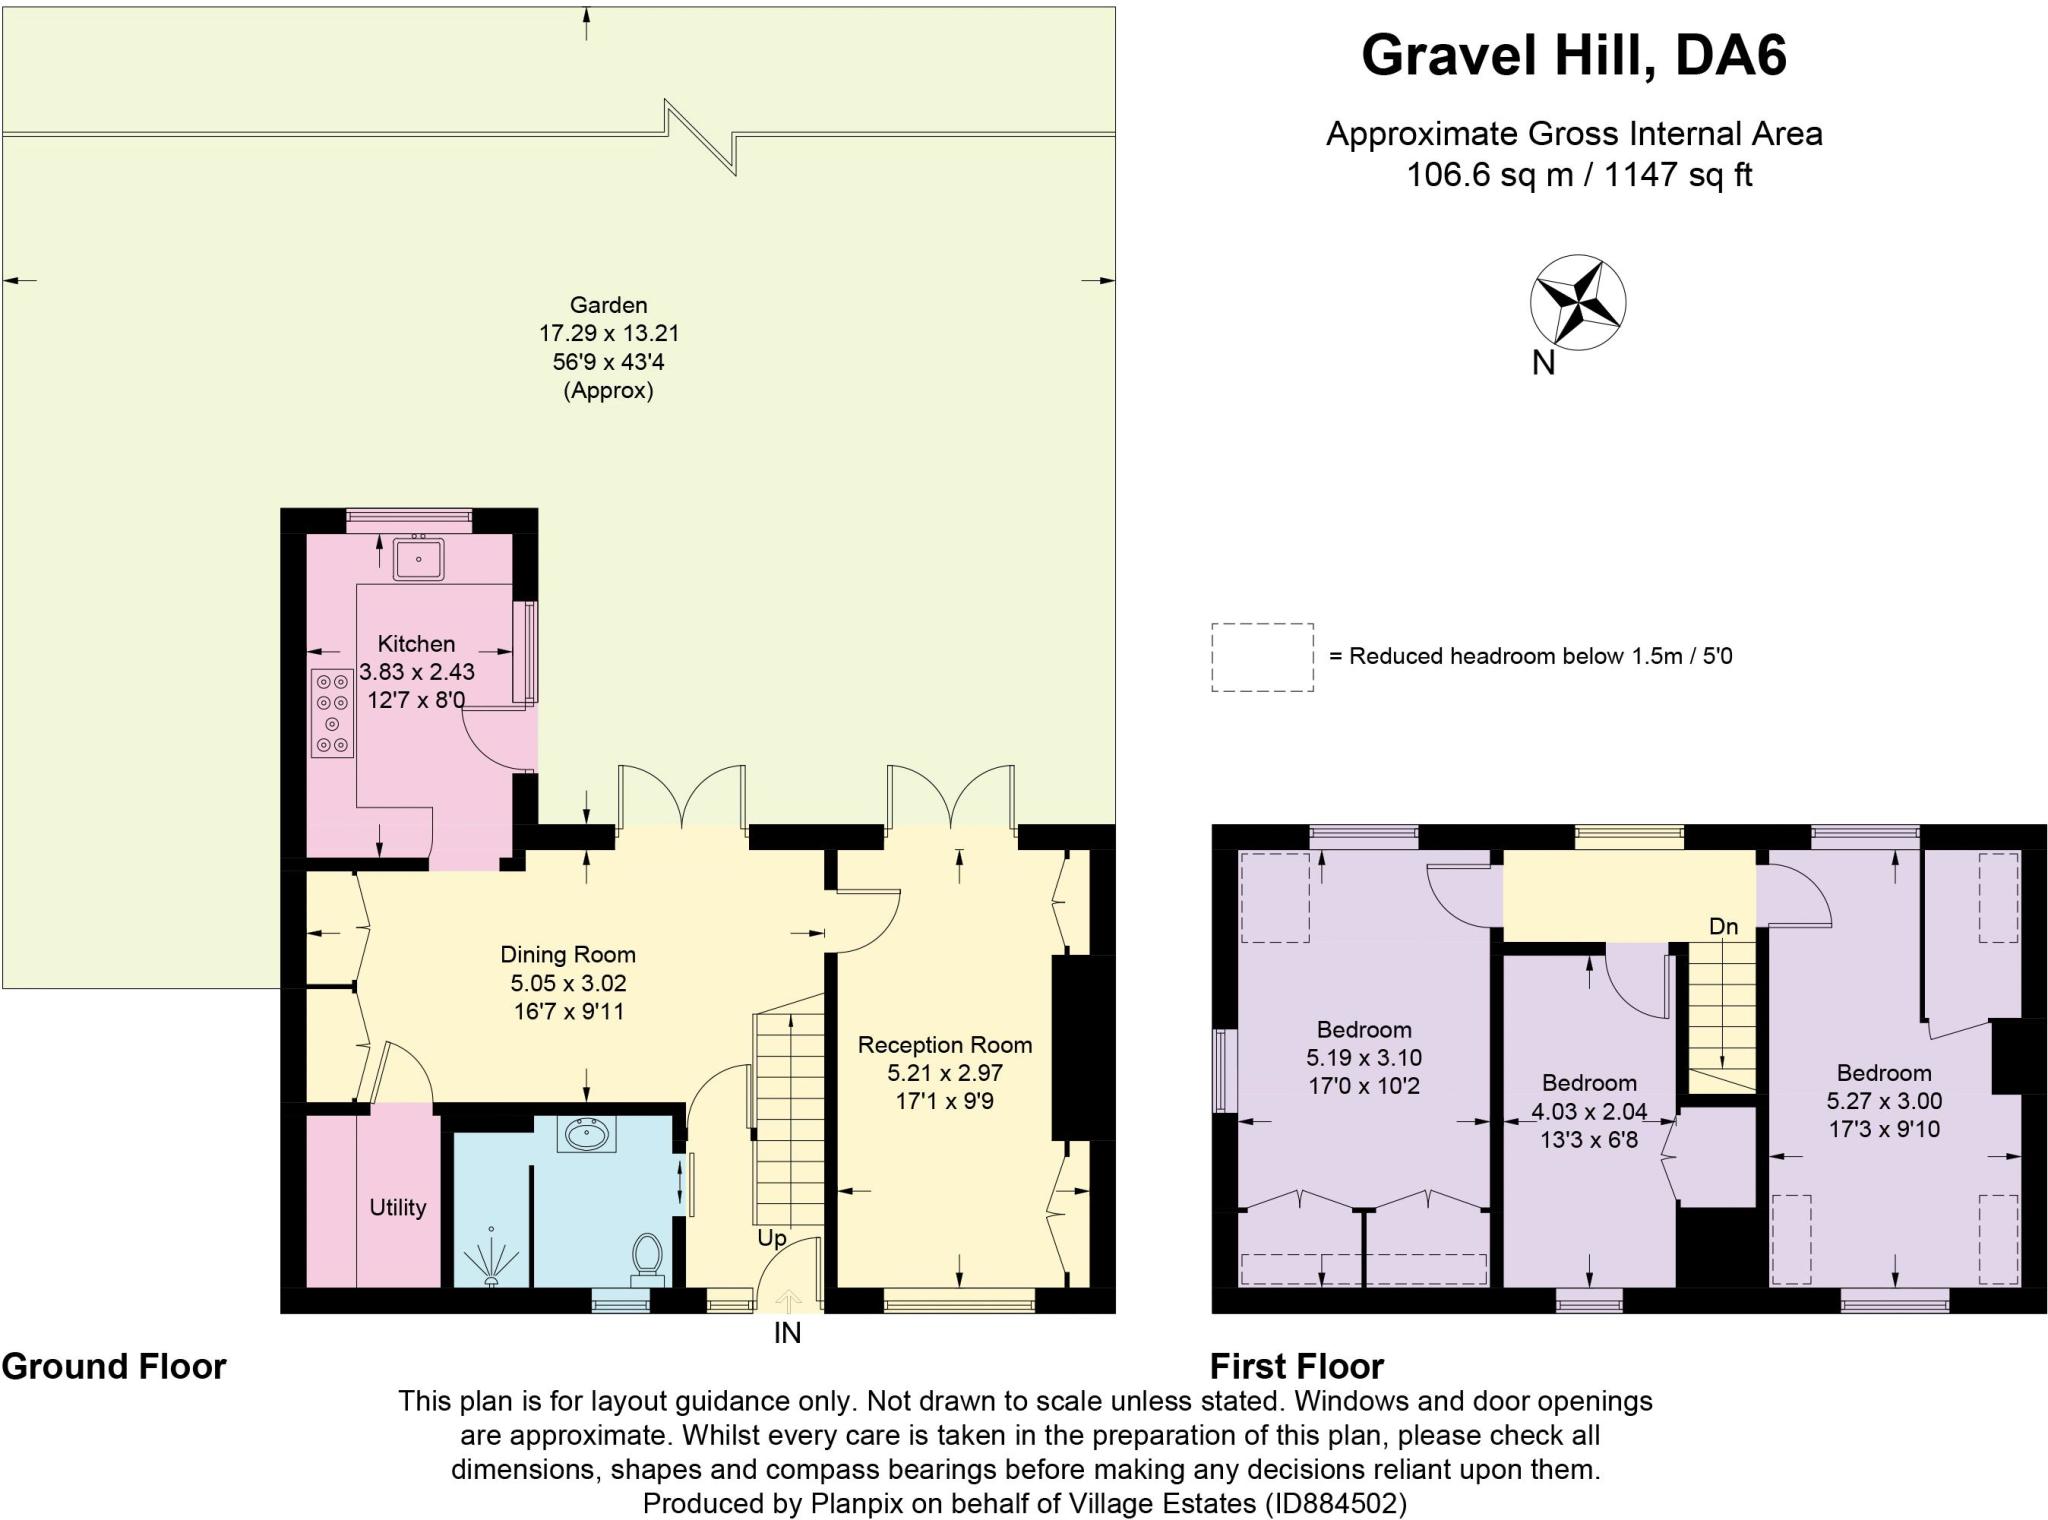 Gravel Hill, DA6
Approximate Gross Internal Area
106.6 sq m / 1147 sq ft
N
Garden
17.29 x 13.21
56'9 x 43'4
(Approx)
= Reduced headroom below 1.5m / 5'0
Kitchen
3.83 x 2.43
12'7 x 8'0
Dining Room
5.05 x 3.02
16'7 x 9'11
Reception Room
5.21 x 2.97
17'1 x 9'9
Utility
Up
IN
Dn
Bedroom
5.19 x 3.10
17'0 x 10'2
Bedroom
4.03 x 2.04
13'3 x 6'8
Bedroom
5.27 x 3.00
17'3 x 9'10
Ground Floor
First Floor
This plan is for layout guidance only. Not drawn to scale unless stated. Windows and door openings
are approximate. Whilst every care is taken in the preparation of this plan, please check all
dimensions, shapes and compass bearings before making any decisions reliant upon them.
Produced by Planpix on behalf of Village Estates (ID884502)